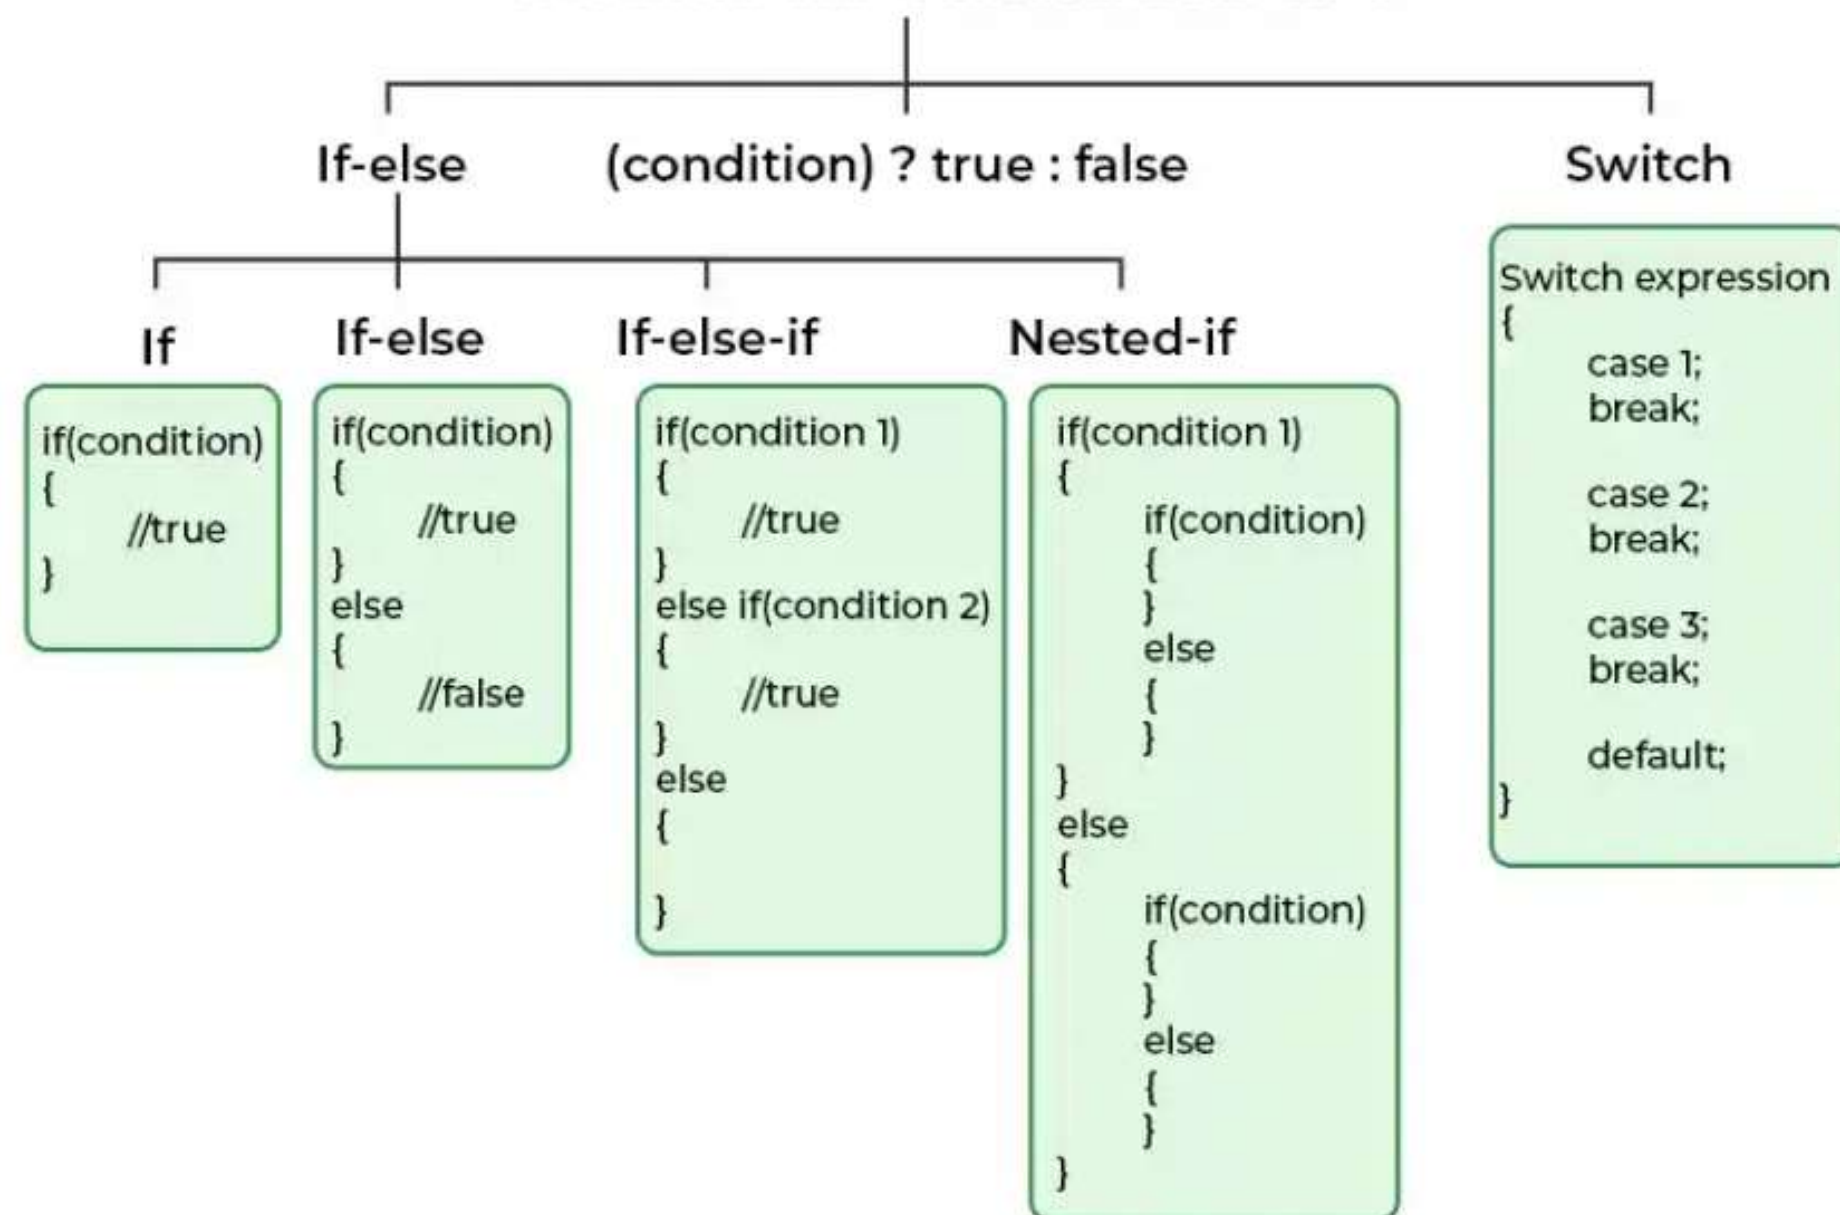 If-else
(condition) ? true : false
Switch
If
If-else
If-else-if
Nested-if
if(condition)
{
//true
}
if(condition)
{
//true
}
else
{
//false
}
if(condition 1)
{
//true
}
else if(condition 2)
{
//true
}
else
{
}
if(condition 1)
{
if(condition)
{
}
else
{
}
}
else
{
if(condition)
{
}
else
{
}
}
Switch expression
{
case 1;
break;
case 2;
break;
case 3;
break;
default;
}